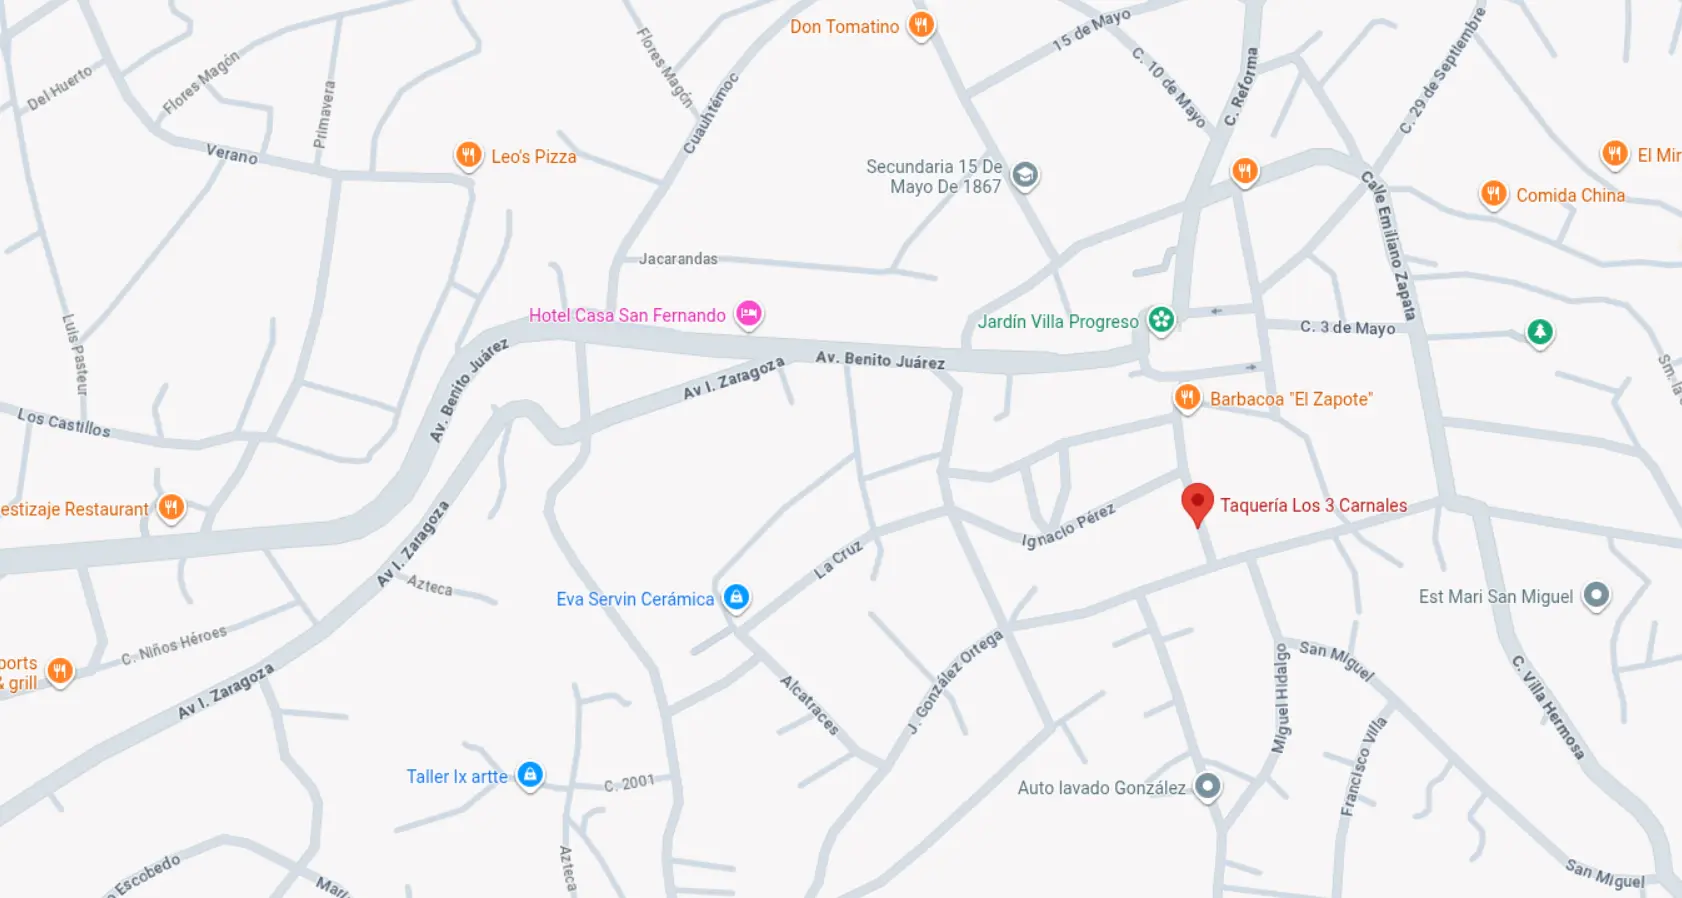 Don Tomatino
15 de Mayo
C. 10 de Mayo
C. Reforma
C. 29 de Septiembre
Flores Magón
Cuauhtémoc
Del Huerto
Flores Magón
Primavera
Verano
Leo's Pizza
Secundaria 15 De
Mayo De 1867
El Mir
Comida China
Calle Emiliano Zapata
Jacarandas
Hotel Casa San Fernando
Jardín Villa Progreso
C. 3 de Mayo
Luis Pasteur
Av. Benito Juárez
Av. Benito Juárez
Av I. Zaragoza
Sm. la
Barbacoa "El Zapote"
Los Castillos
estizaje Restaurant
Av I. Zaragoza
Taquería Los 3 Carnales
Ignacio Pérez
La Cruz
Azteca
Eva Servin Cerámica
Est Mari San Miguel
C. Niños Héroes
ports
& grill
Av I. Zaragoza
J. González Ortega
Miguel Hidalgo
San Miguel
C. Villa Hermosa
Alcatraces
Francisco Villa
Taller Ix artte
C. 2001
Auto lavado González
Azteca
o Escobedo
San Miguel